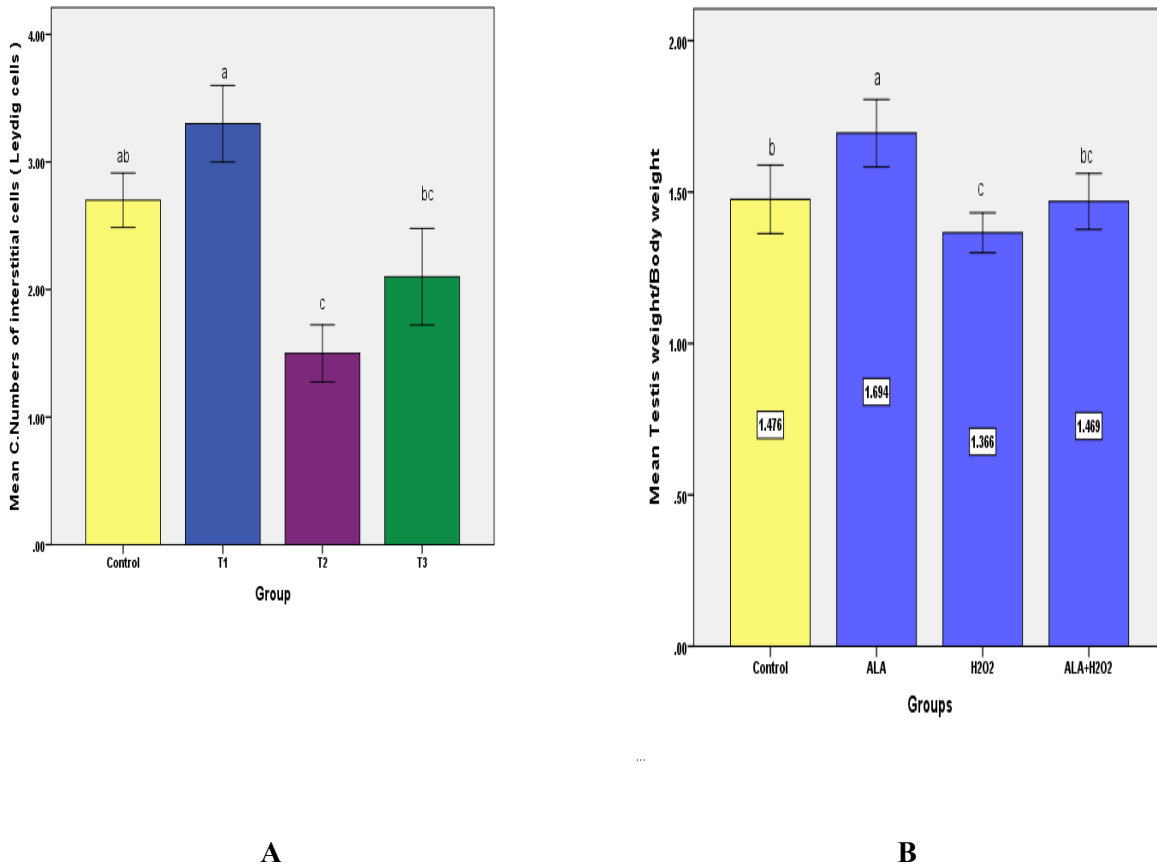 Mean C.Numbers of interstitial cells ( Leydig cells )
4.00
3.00
2.00
1.00
.00
ab
a
c
bc
Control T1 T2 T3
Group
A
Mean Testis weight/Body weight
2.00
1.50
1.00
.50
.00
b
a
c
bc
1.476
1.694
1.366
1.469
Control ALA H2O2 ALA+H2O2
Groups
...
B